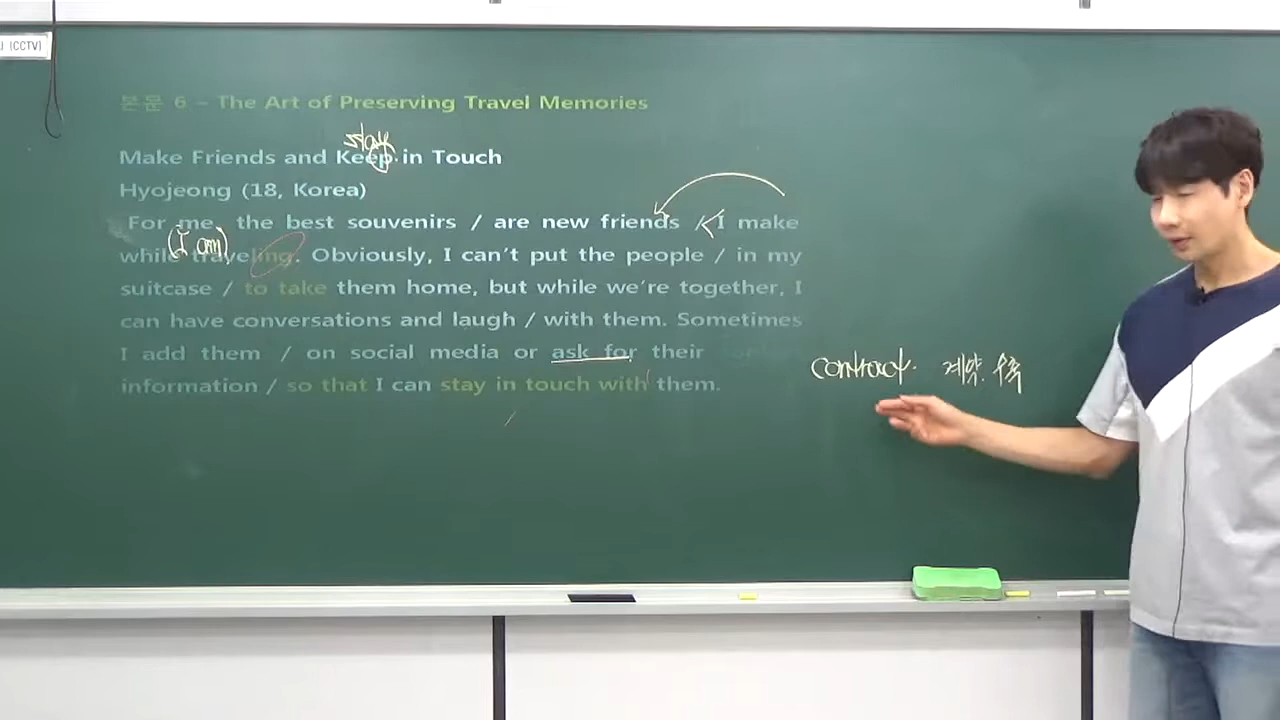 (CCTV)
본문 6 – The Art of Preserving Travel Memories
stay
Make Friends and Keep in Touch
Hyojeong (18, Korea)
For me, the best souvenirs / are new friends / I make
(I am)
while traveling. Obviously, I can't put the people / in my
suitcase / to take them home, but while we're together, I
can have conversations and laugh / with them. Sometimes
I add them / on social media or ask for their
contract. 계약. 수축
information / so that I can stay in touch with them.